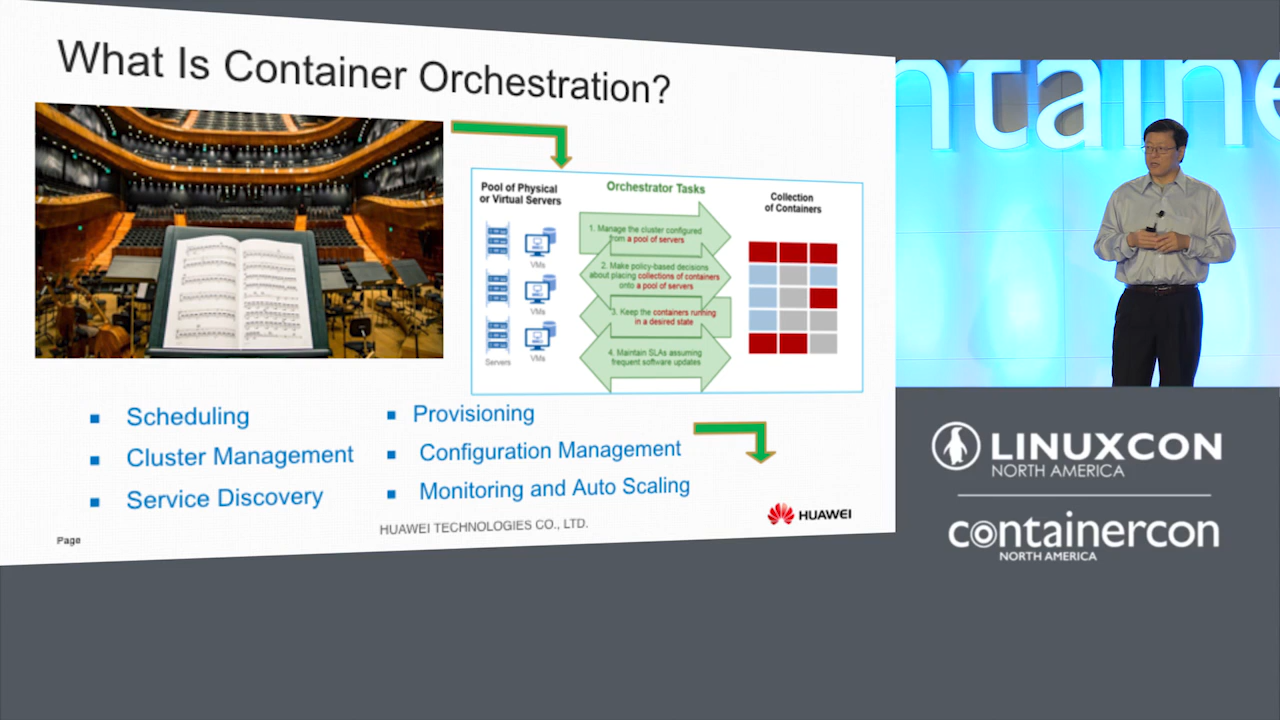 What Is Container Orchestration?
Pool of Physical
or Virtual Servers
Orchestrator Tasks
Collection
of Containers
1. Manage the cluster configured
from a pool of servers
2. Make policy-based decisions
about placing collections of containers
onto a pool of servers
3. Keep the containers running
in a desired state
4. Maintain SLAs assuming
frequent software updates
VMs
VMs
VMs
Servers
Scheduling
Cluster Management
Service Discovery
Provisioning
Configuration Management
Monitoring and Auto Scaling
HUAWEI
HUAWEI TECHNOLOGIES CO., LTD.
Page
ntaine
LINUXCON
NORTH AMERICA
containercon
NORTH AMERICA